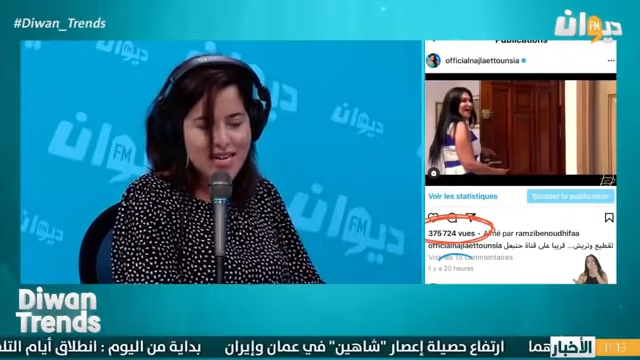 #Diwan_Trends
ديوان FM
Publications
officialnajlaettounsia
Voir les statistiques
Booster la publication
375 724 vues • Aimé par ramzibenoudhifaa
officialnajlaettounsia تقطيع وتريش... قريبا على قناة حنبعل
Voir les 15 commentaires
il y a 20 heures
Diwan
Trends
الأخبار
11:13
ارتفاع حصيلة إعصار "شاهين" في عمان وإيران
بداية من اليوم : انطلاق أيام